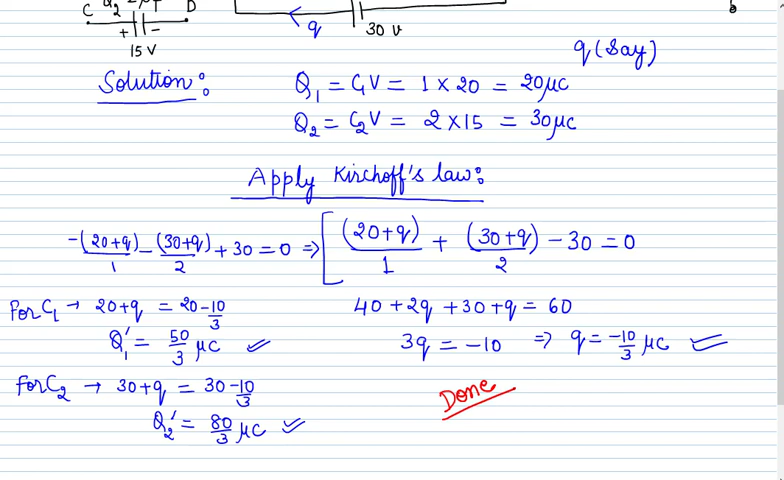 C D
+ -
15 V
q 30 V
q (Say)
Solution:
Q₁ = C₁V = 1 × 20 = 20μC
Q₂ = C₂V = 2 × 15 = 30μC
Apply Kirchoff's law:
-(20+q)/1 - (30+q)/2 + 30 = 0 ⇒ [ (20+q)/1 + (30+q)/2 - 30 = 0
For C₁ → 20+q = 20 - 10/3
40 + 2q + 30 + q = 60
Q₁' = 50/3 μC ✓
3q = -10 ⇒ q = -10/3 μC ✓
For C₂ → 30+q = 30 - 10/3
Done
Q₂' = 80/3 μC ✓